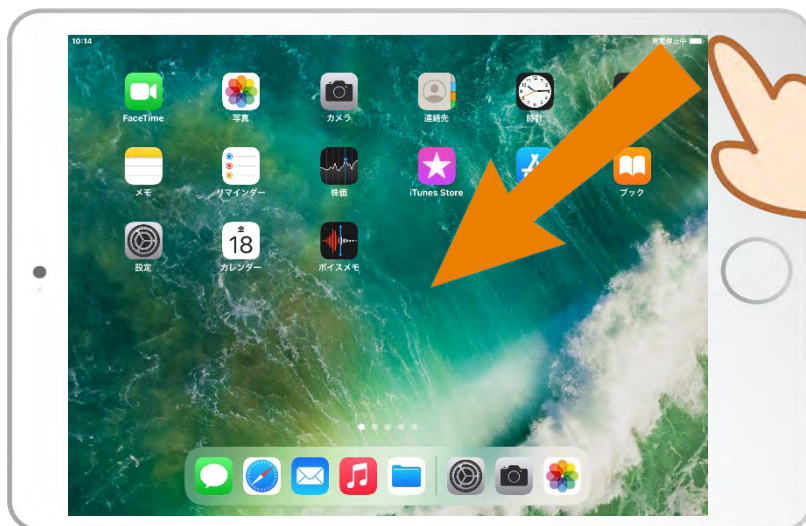 10:14
充電停止中
FaceTime
写真
カメラ
連絡先
時計
メモ
リマインダー
株価
iTunes Store
ブック
設定
金
18
カレンダー
ボイスメモ